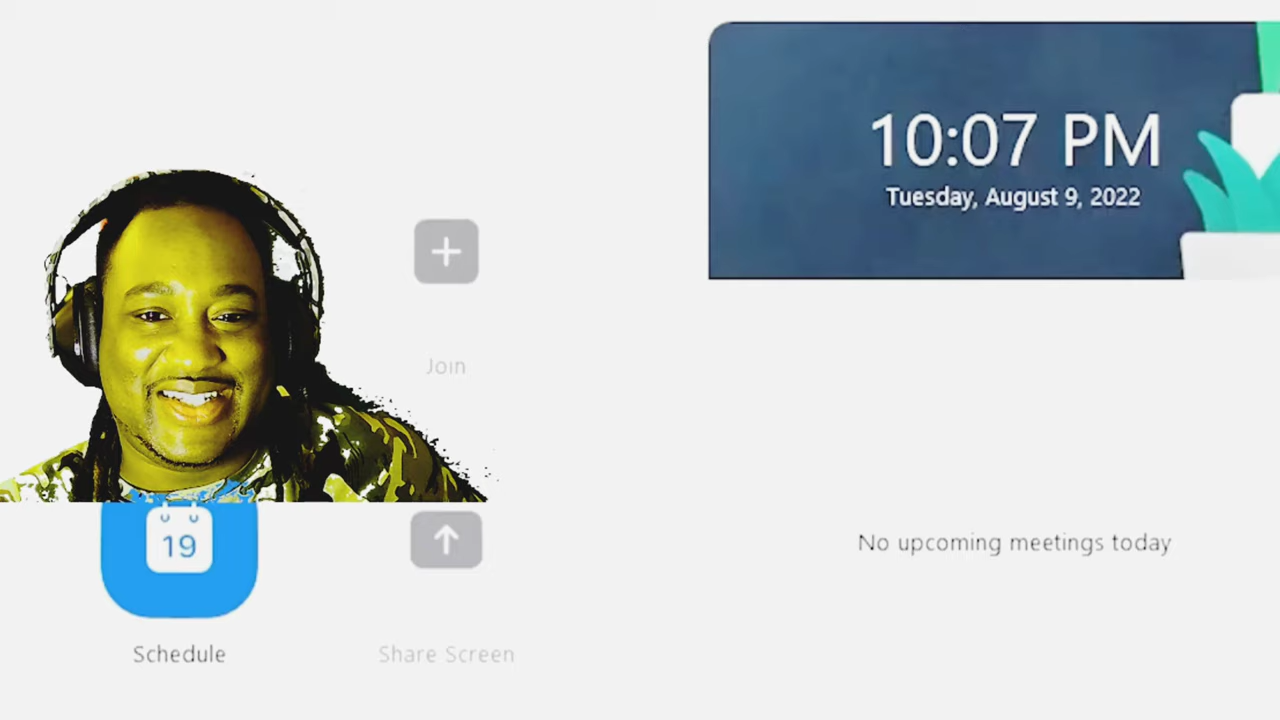 10:07 PM
Tuesday, August 9, 2022
Join
19
No upcoming meetings today
Schedule
Share Screen